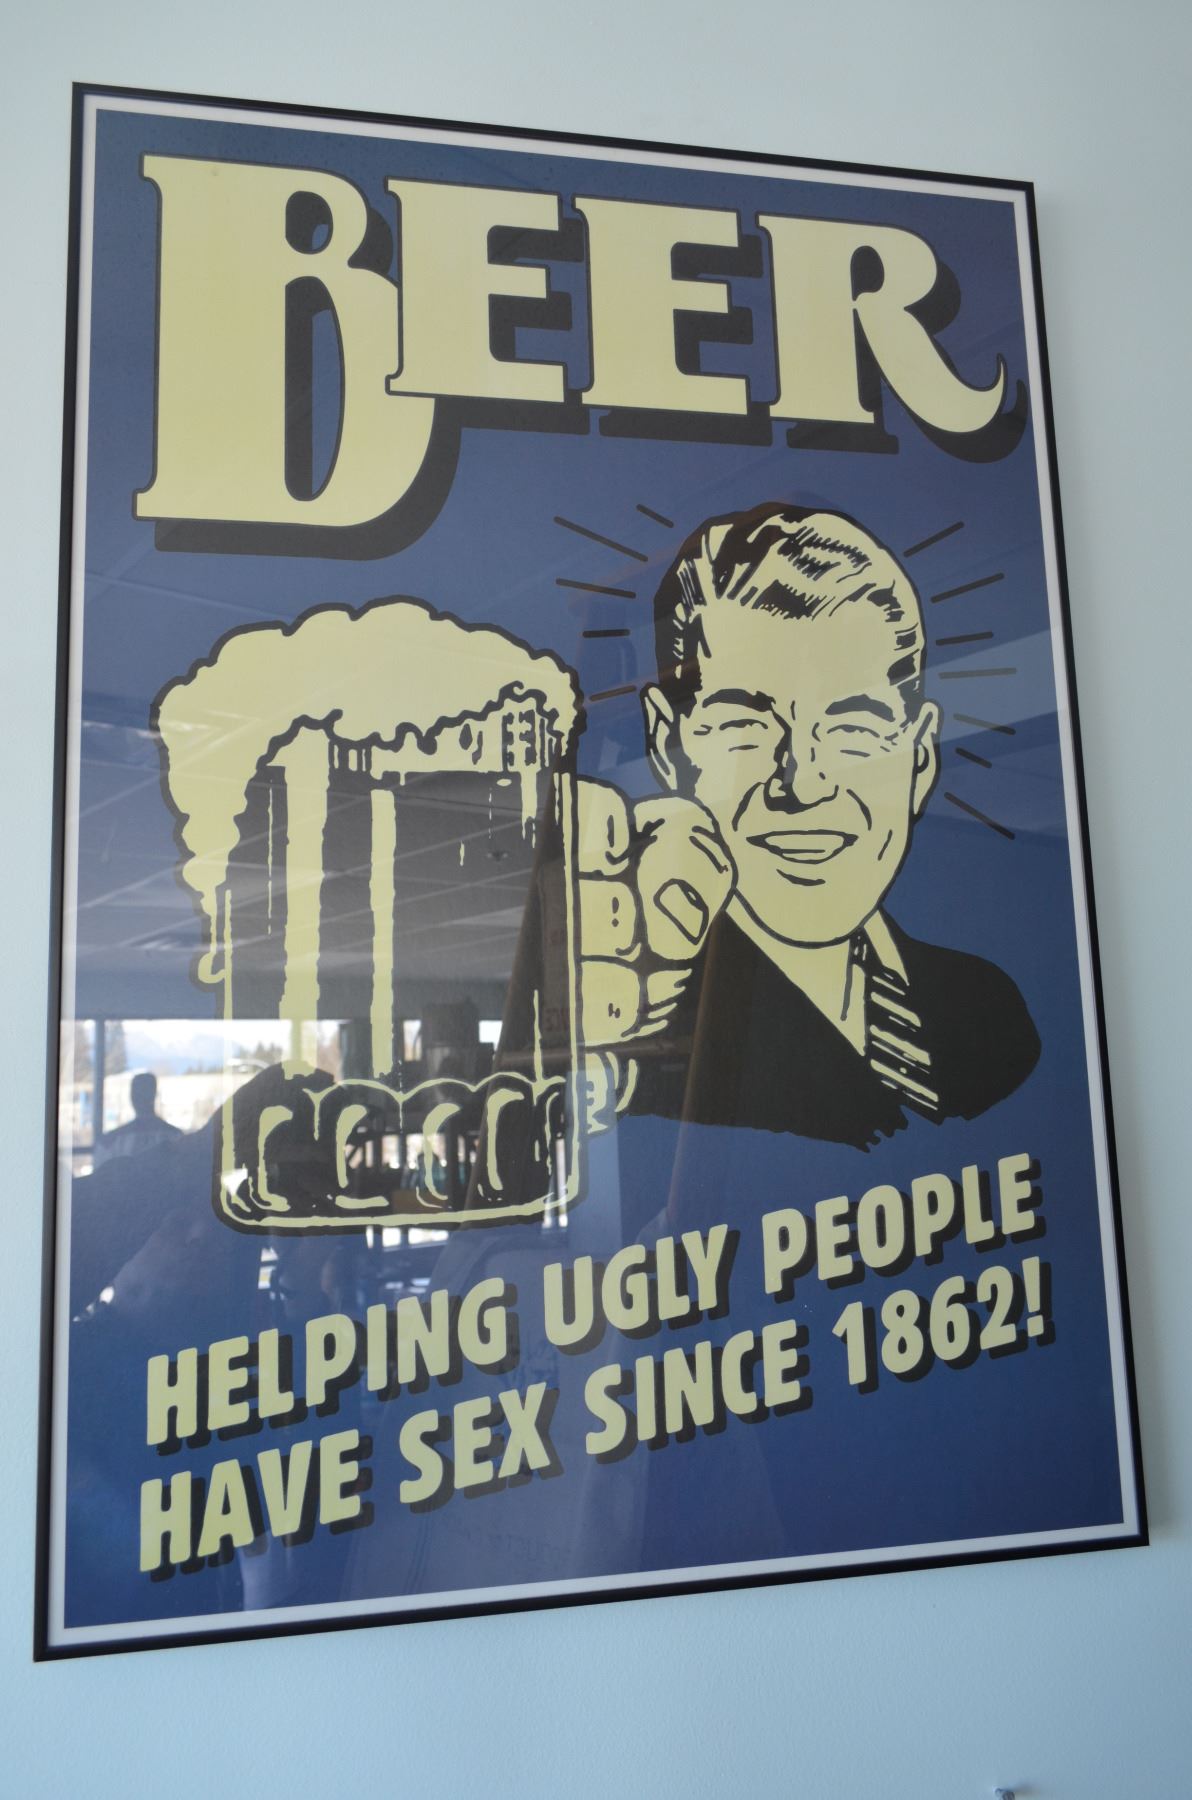 BEER
HELPING UGLY PEOPLE
HAVE SEX SINCE 1862!